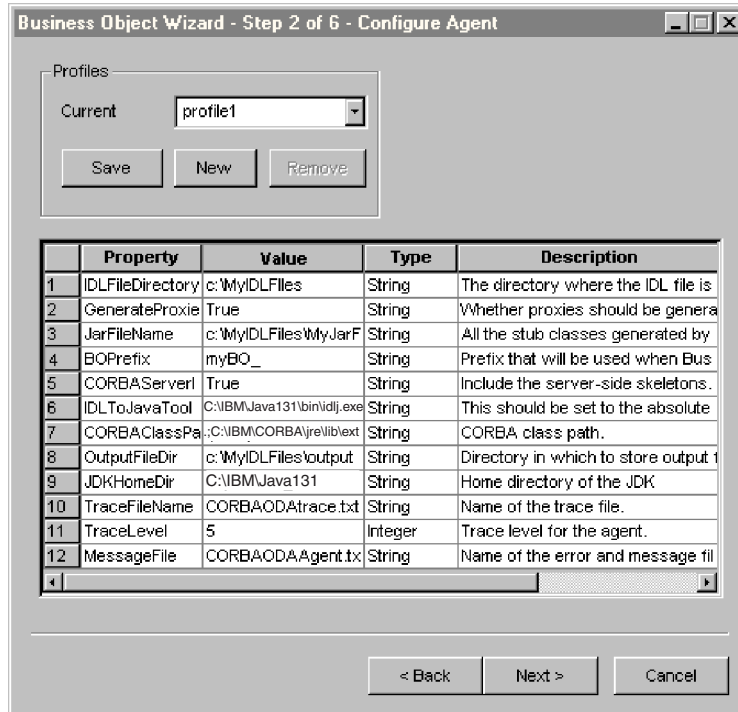 Business Object Wizard - Step 2 of 6 - Configure Agent
Profiles
Current profile1
Save New Remove
Property Value Type Description
1 IDLFileDirectory c:\MyIDLFIles String The directory where the IDL file is
2 GenerateProxie True String Whether proxies should be genera
3 JarFileName c:\MyIDLFiles\MyJarF String All the stub classes generated by
4 BOPrefix myBO_ String Prefix that will be used when Bus
5 CORBAServerI True String Include the server-side skeletons.
6 IDLToJavaTool C:\IBM\Java131\bin\idlj.exe String This should be set to the absolute
7 CORBAClassPa .;C:\IBM\CORBA\jre\lib\ext String CORBA class path.
8 OutputFileDir c:\MyIDLFiles\output String Directory in which to store output f
9 JDKHomeDir C:\IBM\Java131 String Home directory of the JDK
10 TraceFileName CORBAODAtrace.txt String Name of the trace file.
11 TraceLevel 5 Integer Trace level for the agent.
12 MessageFile CORBAODAAgent.tx String Name of the error and message fil
< Back Next > Cancel